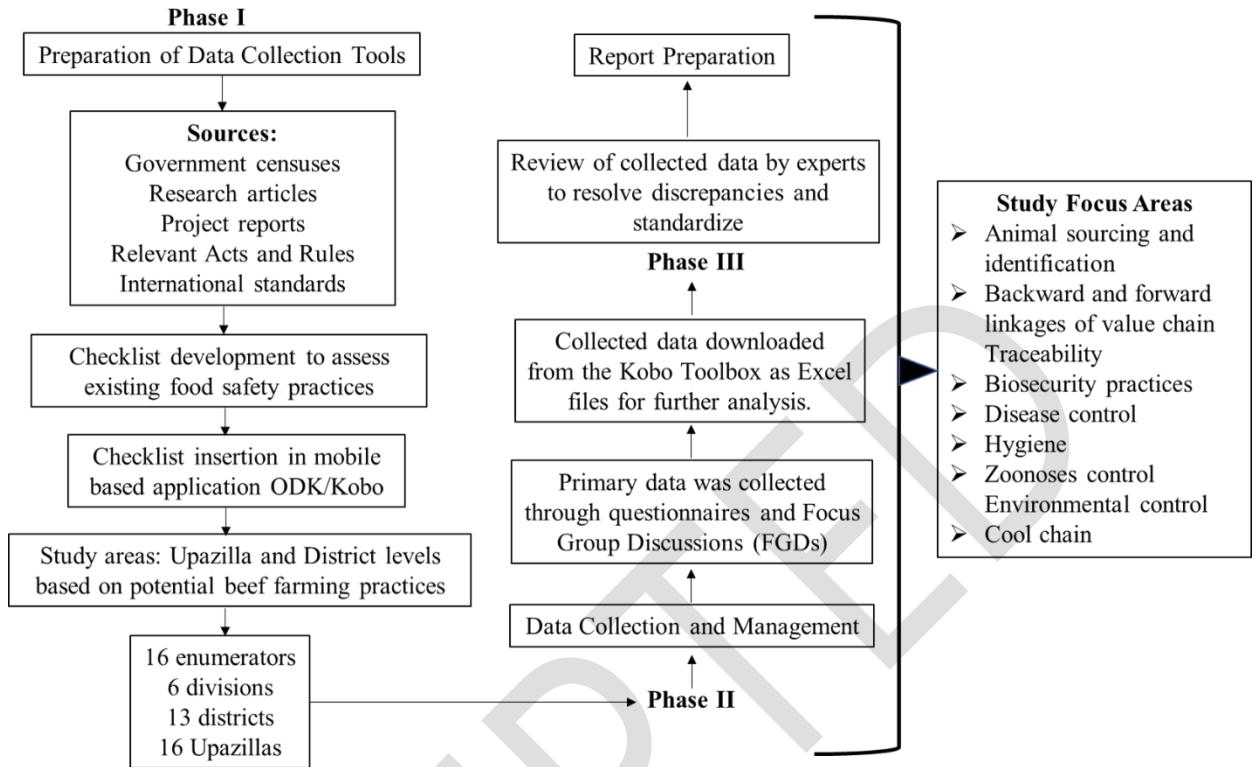 Phase I
Preparation of Data Collection Tools
Sources:
Government censuses
Research articles
Project reports
Relevant Acts and Rules
International standards
Checklist development to assess
existing food safety practices
Checklist insertion in mobile
based application ODK/Kobo
Study areas: Upazilla and District levels
based on potential beef farming practices
16 enumerators
6 divisions
13 districts
16 Upazillas
Phase II
Data Collection and Management
Primary data was collected
through questionnaires and Focus
Group Discussions (FGDs)
Collected data downloaded
from the Kobo Toolbox as Excel
files for further analysis.
Phase III
Review of collected data by experts
to resolve discrepancies and
standardize
Report Preparation
Study Focus Areas
➢ Animal sourcing and
identification
➢ Backward and forward
linkages of value chain
Traceability
➢ Biosecurity practices
➢ Disease control
➢ Hygiene
➢ Zoonoses control
Environmental control
➢ Cool chain
PTED